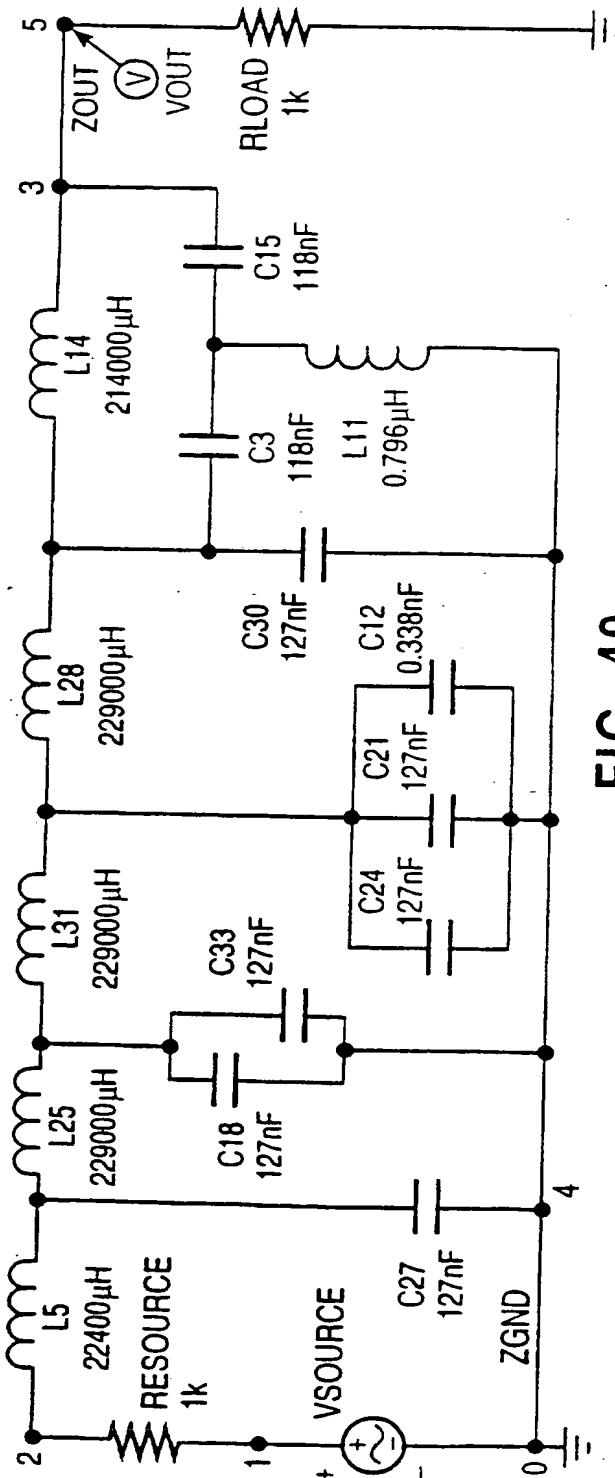 5
ZOUT
V
VOUT
RLOAD
1k
3
L14
214000µH
C15
118nF
C3
118nF
L11
0.796µH
L28
229000µH
C30
127nF
C12
0.338nF
C21
127nF
C24
127nF
L31
229000µH
C33
127nF
L25
229000µH
C18
127nF
L5
22400µH
C27
127nF
4
2
RESOURCE
1k
1
VSOURCE
+
+
−
−
ZGND
0